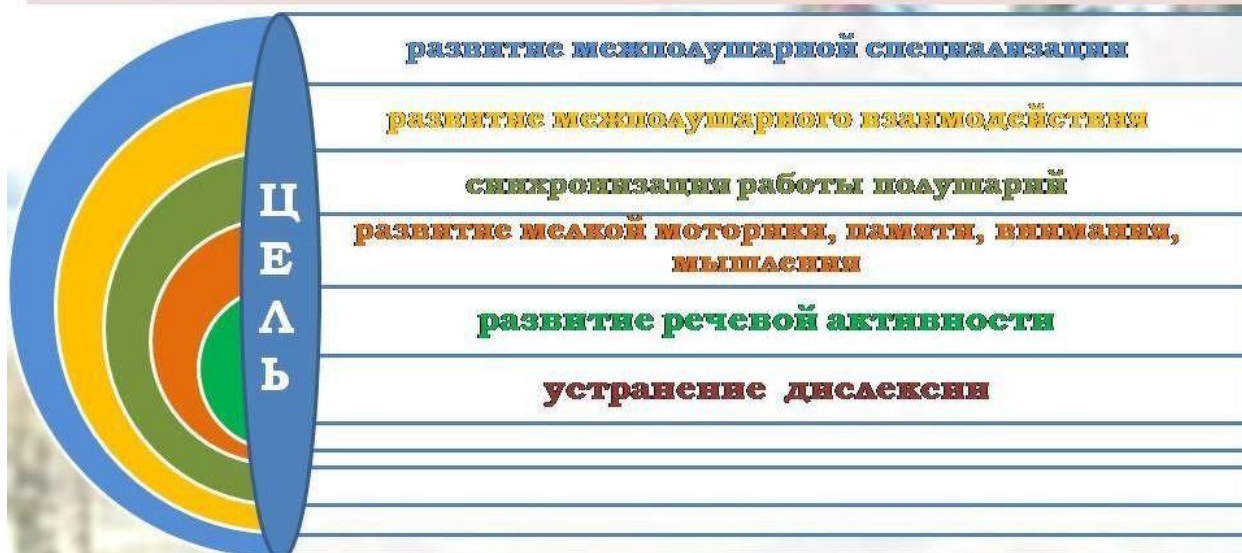 ЦЕЛЬ
развитие межполушарной специализации
развитие межполушарного взаимодействия
синхронизация работы полушарий
развитие мелкой моторики, памяти, внимания,
мышления
развитие речевой активности
устранение дислексии